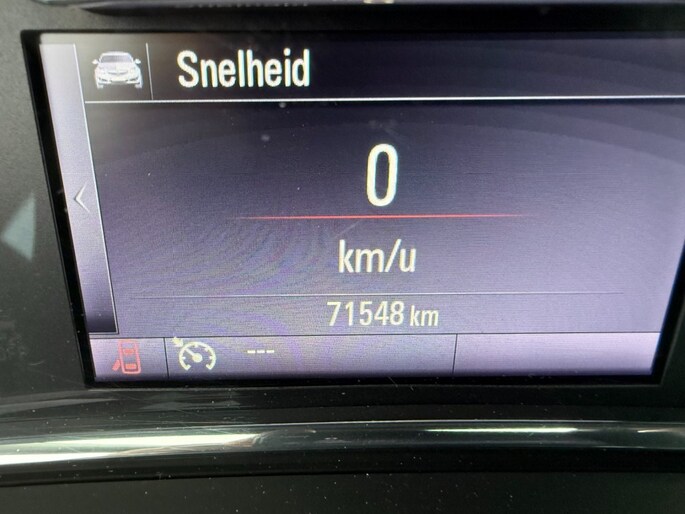 Snelheid
0
km/u
71548 km
---